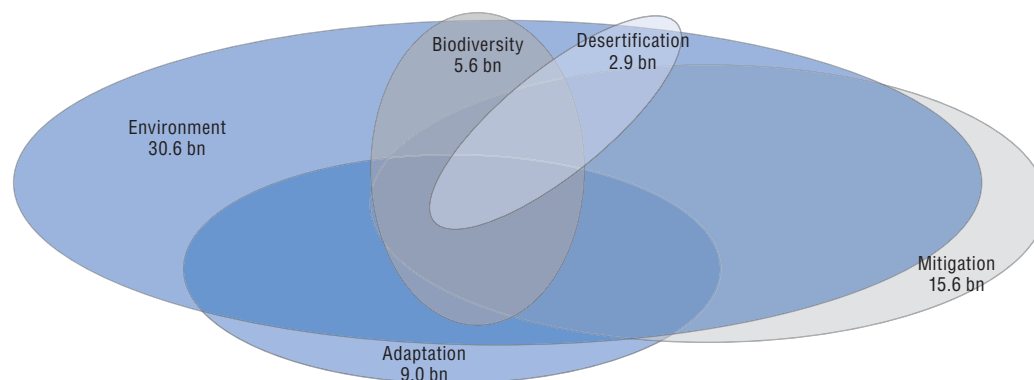 Biodiversity
5.6 bn
Desertification
2.9 bn
Environment
30.6 bn
Mitigation
15.6 bn
Adaptation
9.0 bn